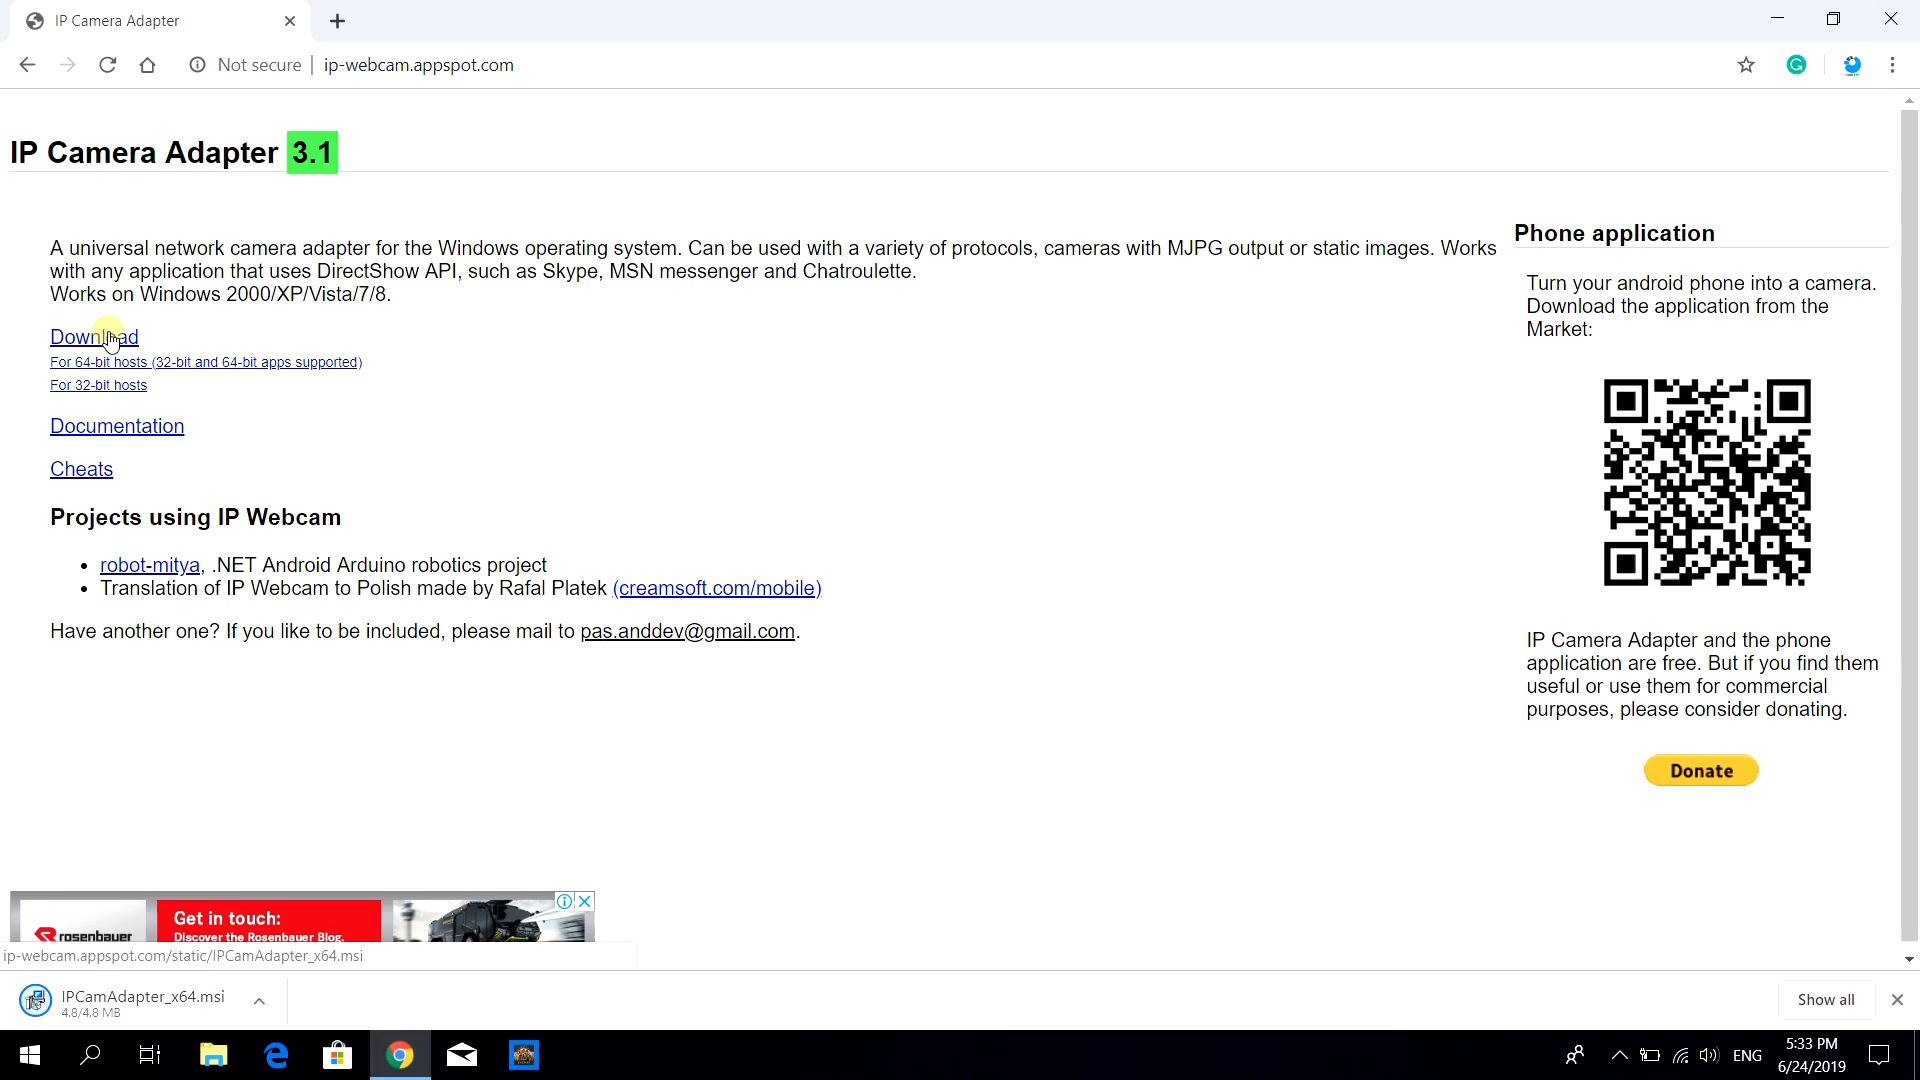 IP Camera Adapter
Not secure | ip-webcam.appspot.com
IP Camera Adapter 3.1
A universal network camera adapter for the Windows operating system. Can be used with a variety of protocols, cameras with MJPG output or static images. Works
with any application that uses DirectShow API, such as Skype, MSN messenger and Chatroulette.
Works on Windows 2000/XP/Vista/7/8.
Download
For 64-bit hosts (32-bit and 64-bit apps supported)
For 32-bit hosts
Documentation
Cheats
Projects using IP Webcam
• robot-mitya, .NET Android Arduino robotics project
• Translation of IP Webcam to Polish made by Rafal Platek (creamsoft.com/mobile)
Have another one? If you like to be included, please mail to pas.anddev@gmail.com.
Phone application
Turn your android phone into a camera.
Download the application from the
Market:
IP Camera Adapter and the phone
application are free. But if you find them
useful or use them for commercial
purposes, please consider donating.
Donate
rosenbauer
Get in touch:
Discover the Rosenbauer Blog.
ip-webcam.appspot.com/static/IPCamAdapter_x64.msi
IPCamAdapter_x64.msi
4.8/4.8 MB
Show all
ENG
5:33 PM
6/24/2019